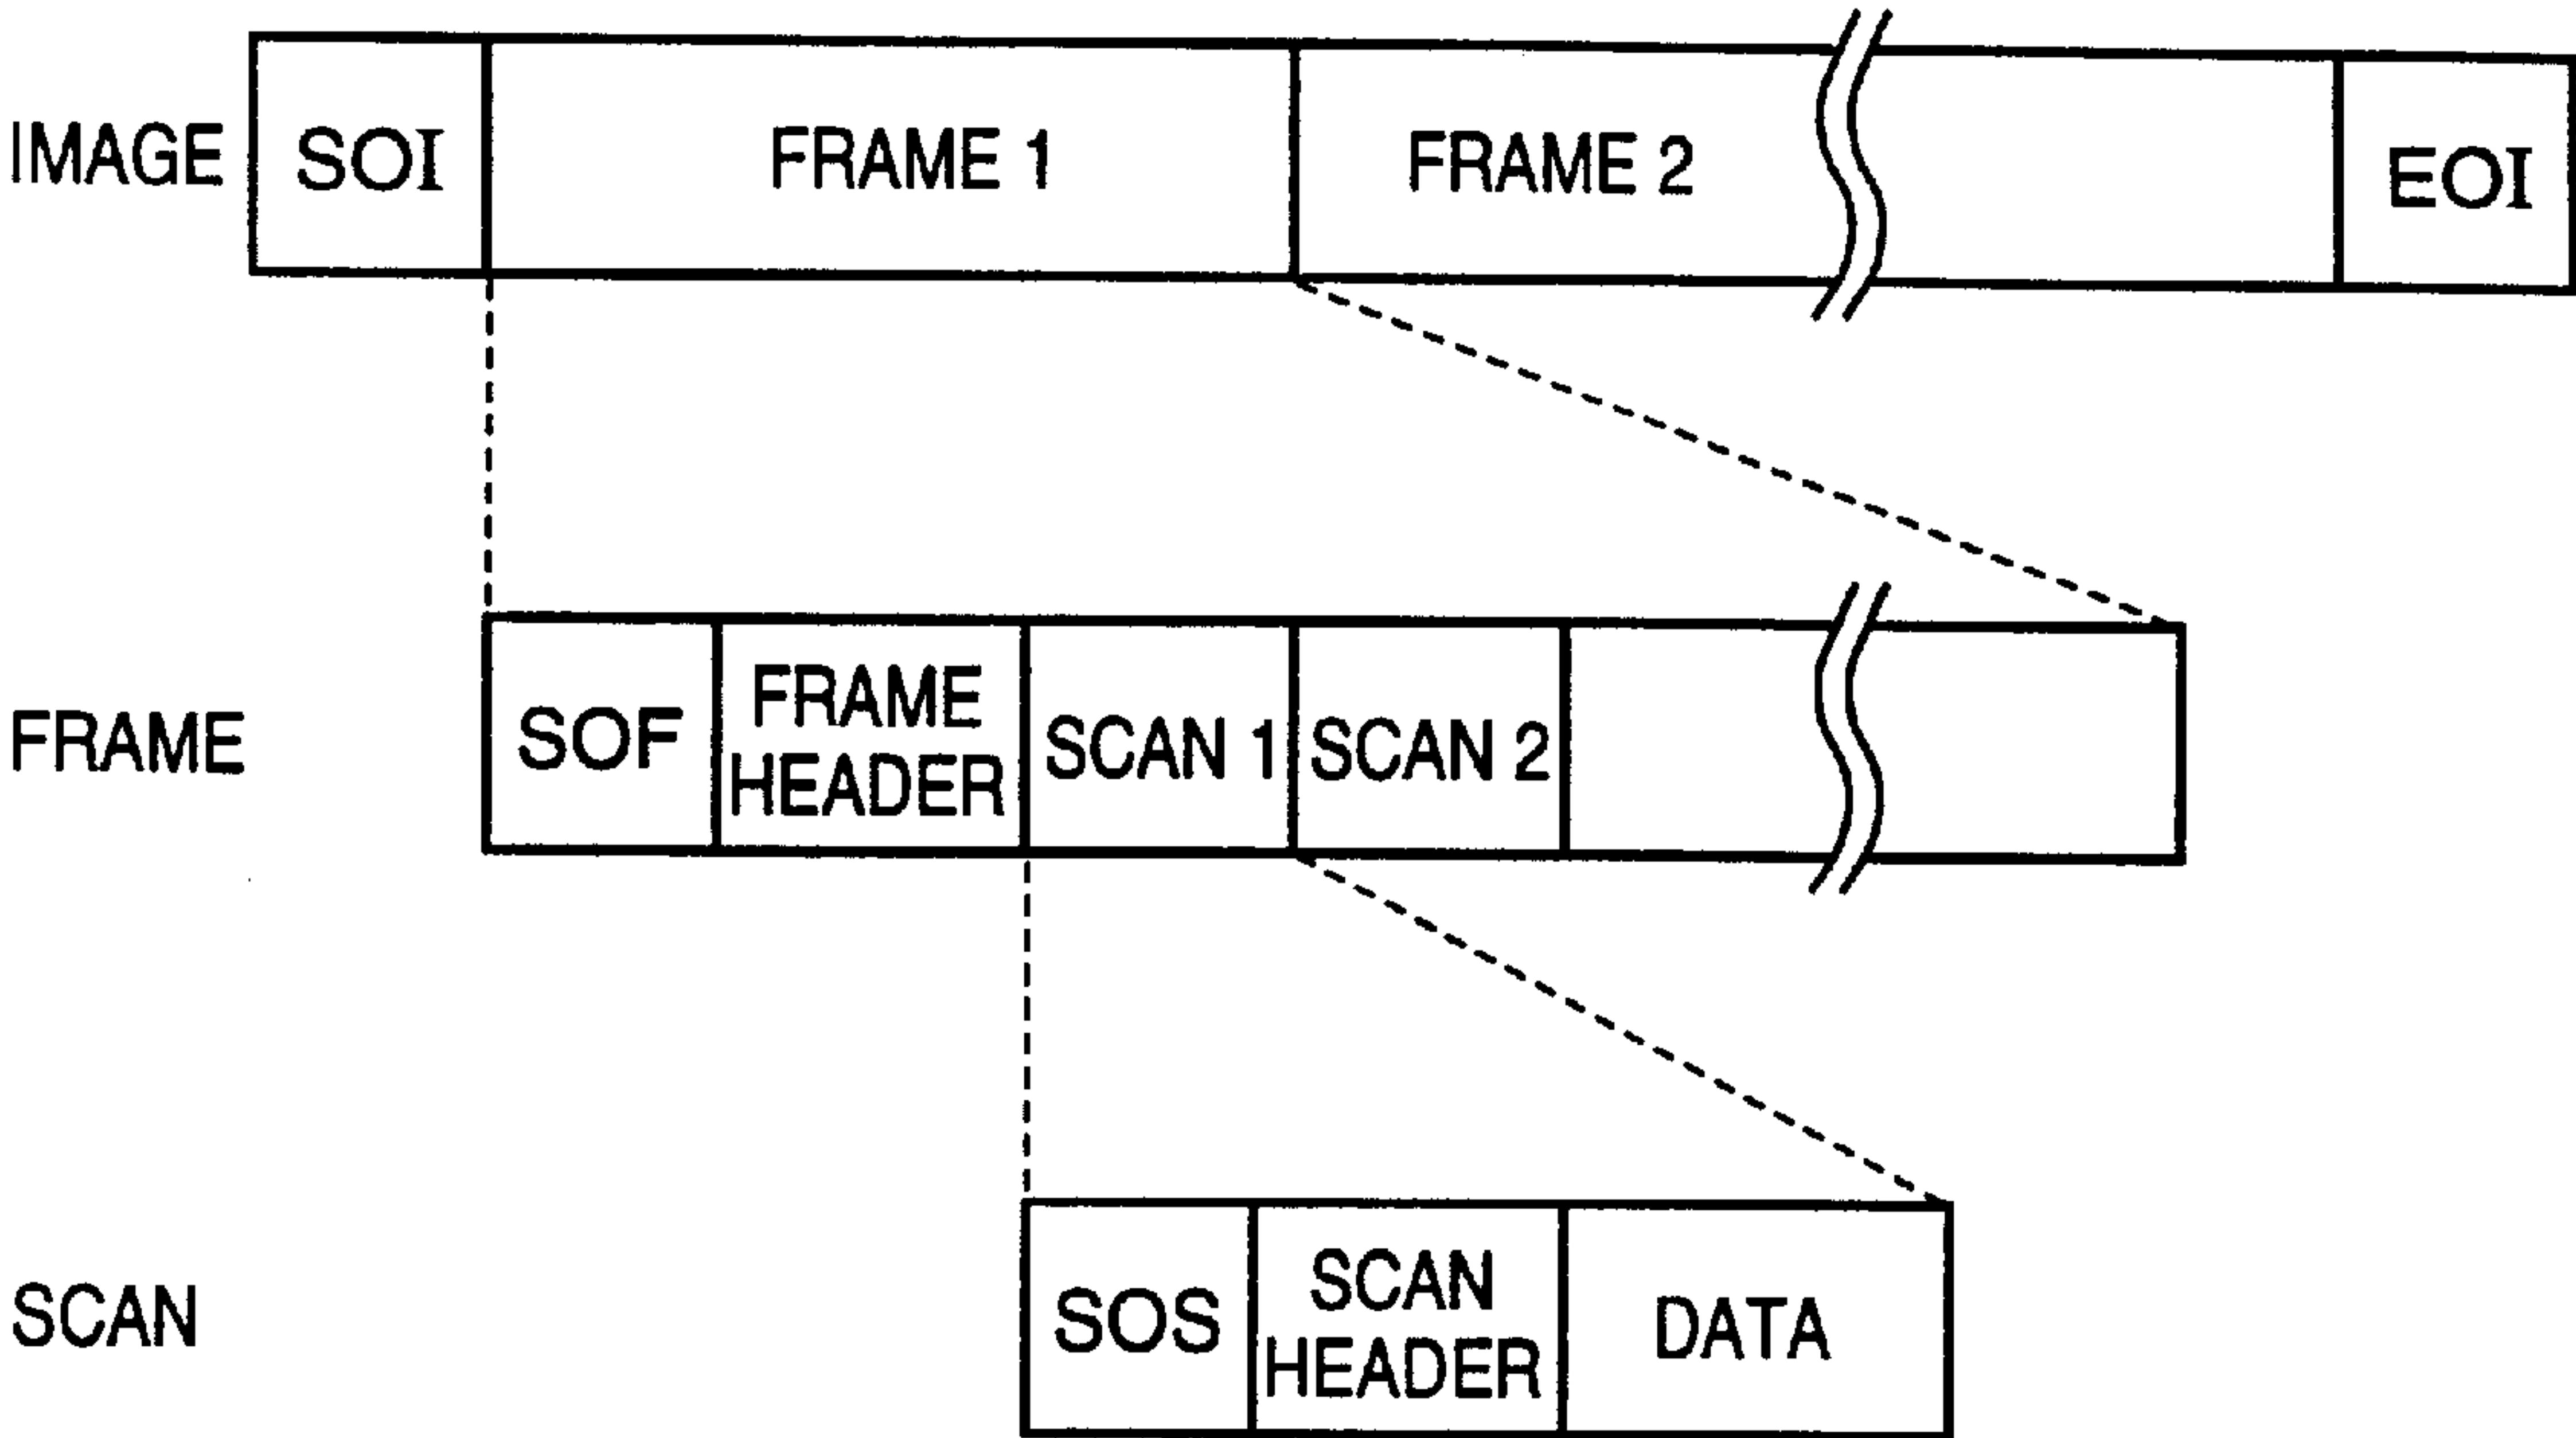 IMAGE SOI FRAME 1 FRAME 2 EOI
FRAME SOF FRAME HEADER SCAN 1 SCAN 2
SCAN SOS SCAN HEADER DATA